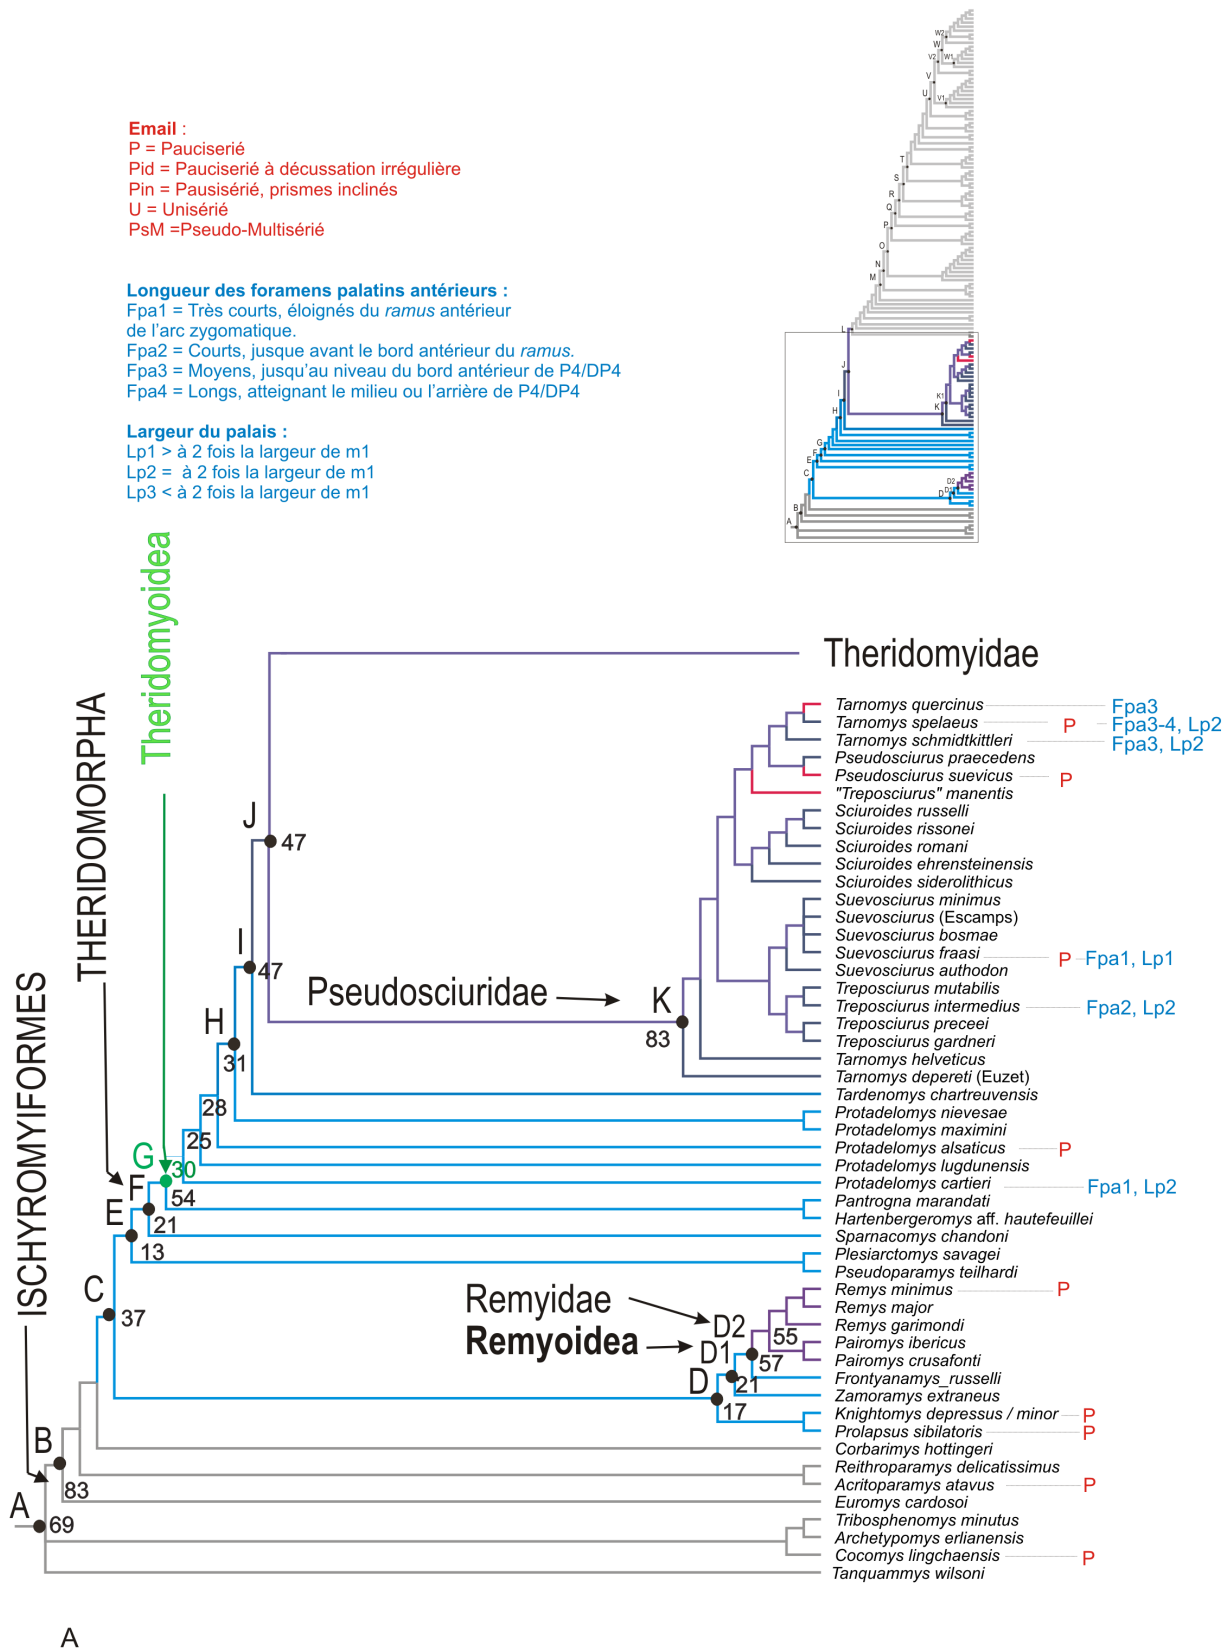 Email :
P = Pauciserié
Pid = Pauciserié à décussation irrégulière
Pin = Pausisérié, prismes inclinés
U = Unisérié
PsM =Pseudo-Multisérié
Longueur des foramens palatins antérieurs :
Fpa1 = Très courts, éloignés du ramus antérieur
de l'arc zygomatique.
Fpa2 = Courts, jusque avant le bord antérieur du ramus.
Fpa3 = Moyens, jusqu'au niveau du bord antérieur de P4/DP4
Fpa4 = Longs, atteignant le milieu ou l'arrière de P4/DP4
Largeur du palais :
Lp1 > à 2 fois la largeur de m1
Lp2 = à 2 fois la largeur de m1
Lp3 < à 2 fois la largeur de m1
W2
W
V2 W1
V
U V1
T
S
R
Q
P
O
N
M
L
J
I K1
H K
G
F
E
C D2
D D1
B
A
Theridomyoidea
THERIDOMORPHA
ISCHYROMYIFORMES
Theridomyidae
Tarnomys quercinus Fpa3
Tarnomys spelaeus P Fpa3-4, Lp2
Tarnomys schmidtkittleri Fpa3, Lp2
Pseudosciurus praecedens
Pseudosciurus suevicus P
"Treposciurus" manentis
Sciuroides russelli
J 47
Sciuroides rissonei
Sciuroides romani
Sciuroides ehrensteinensis
Sciuroides siderolithicus
Suevosciurus minimus
Suevosciurus (Escamps)
Suevosciurus bosmae
I 47
Suevosciurus fraasi P Fpa1, Lp1
Suevosciurus authodon
Pseudosciuridae K 83
Treposciurus mutabilis
Treposciurus intermedius Fpa2, Lp2
Treposciurus preceei
Treposciurus gardneri
H 31
Tarnomys helveticus
Tarnomys depereti (Euzet)
Tardenomys chartreuvensis
28
Protadelomys nievesae
Protadelomys maximini
25
Protadelomys alsaticus P
G 30
Protadelomys lugdunensis
Protadelomys cartieri Fpa1, Lp2
F 54
Pantrogna marandati
Hartenbergeromys aff. hautefeuillei
E 21
Sparnacomys chandoni
13
Plesiarctomys savagei
Pseudoparamys teilhardi
C 37
Remyidae D2 55
Remys minimus P
Remys major
Remys garimondi
Remyoidea D1 57
Pairomys ibericus
Pairomys crusafonti
D 21
Frontyanamys_russelli
Zamoramys extraneus
17
Knightomys depressus / minor P
Prolapsus sibilatoris P
B 83
Corbarimys hottingeri
Reithroparamys delicatissimus
Acritoparamys atavus P
Euromys cardosoi
A 69
Tribosphenomys minutus
Archetypomys erlianensis
Cocomys lingchaensis P
Tanquammys wilsoni
A